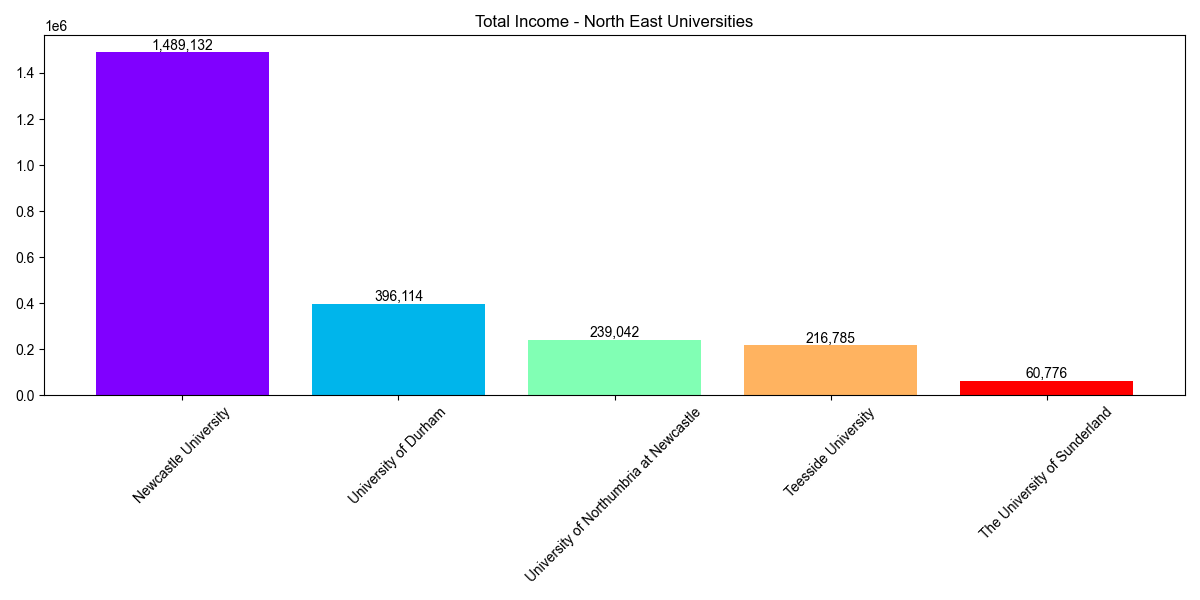 Total Income - North East Universities
1e6
1.4
1.2
1.0
0.8
0.6
0.4
0.2
0.0
1,489,132
396,114
239,042
216,785
60,776
Newcastle University
University of Durham
University of Northumbria at Newcastle
Teesside University
The University of Sunderland